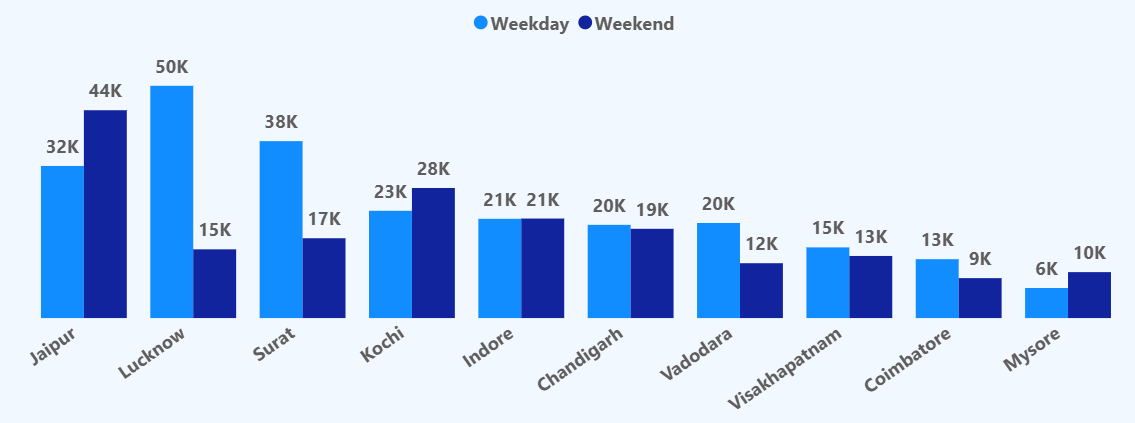 Weekday Weekend
32K 44K 50K 15K 38K 17K 23K 28K 21K 21K 20K 19K 20K 12K 15K 13K 13K 9K 6K 10K
Jaipur Lucknow Surat Kochi Indore Chandigarh Vadodara Visakhapatnam Coimbatore Mysore